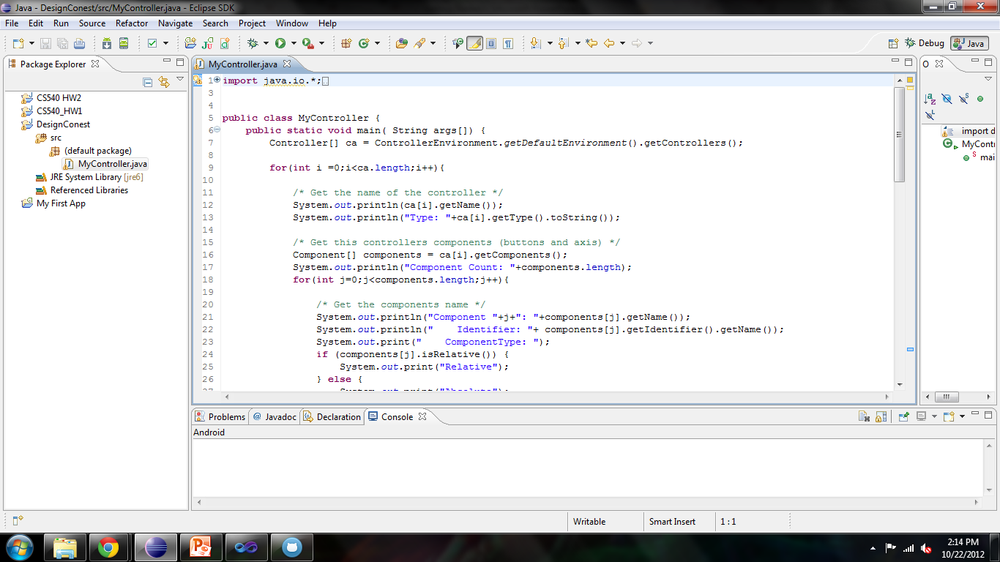 Java - DesignConest/src/MyController.java - Eclipse SDK
File Edit Run Source Refactor Navigate Search Project Window Help
Debug Java
Package Explorer
CS540 HW2
CS540_HW1
DesignConest
src
(default package)
MyController.java
JRE System Library [jre6]
Referenced Libraries
My First App
MyController.java
1 import java.io.*;
3
4
5 public class MyController {
6 public static void main( String args[]) {
7 Controller[] ca = ControllerEnvironment.getDefaultEnvironment().getControllers();
8
9 for(int i =0;i<ca.length;i++){
10
11 /* Get the name of the controller */
12 System.out.println(ca[i].getName());
13 System.out.println("Type: "+ca[i].getType().toString());
14
15 /* Get this controllers components (buttons and axis) */
16 Component[] components = ca[i].getComponents();
17 System.out.println("Component Count: "+components.length);
18 for(int j=0;j<components.length;j++){
19
20 /* Get the components name */
21 System.out.println("Component "+j+": "+components[j].getName());
22 System.out.println("    Identifier: "+ components[j].getIdentifier().getName());
23 System.out.print("    ComponentType: ");
24 if (components[j].isRelative()) {
25 System.out.print("Relative");
26 } else {
O
import d
MyContr
mai
Problems @ Javadoc Declaration Console
Android
Writable Smart Insert 1 : 1
2:14 PM
10/22/2012